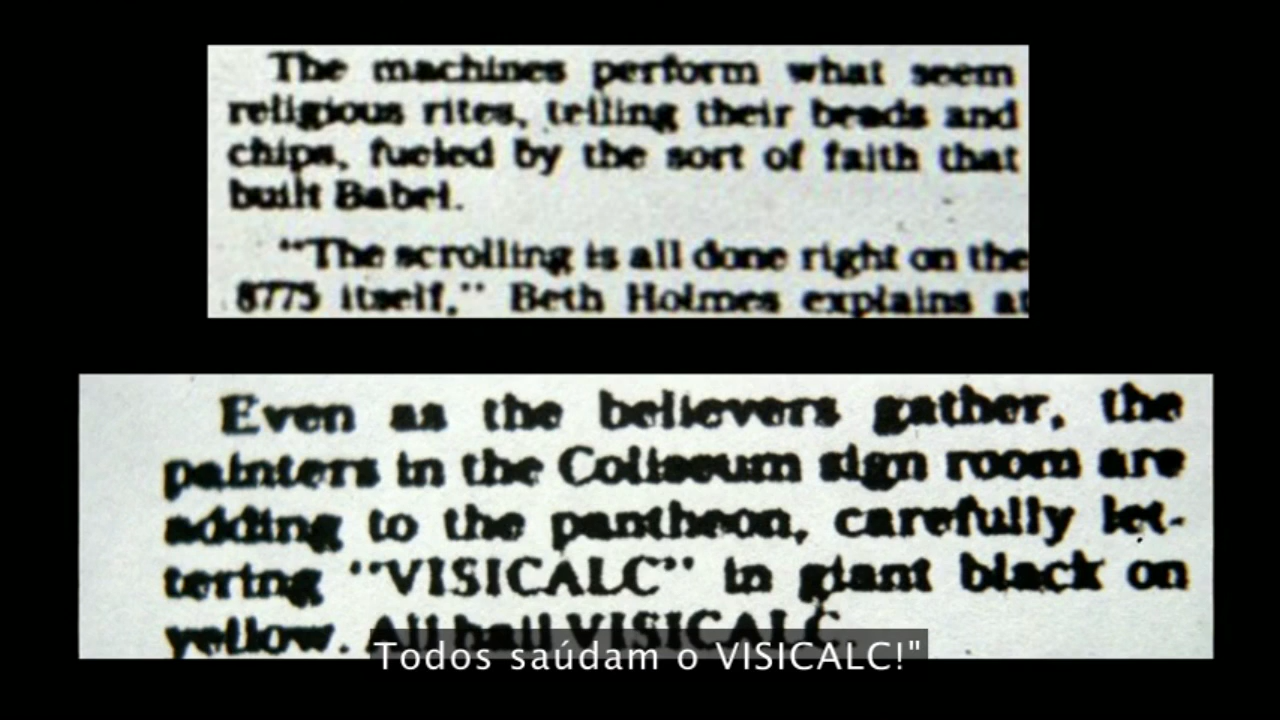 The machines perform what seem
religious rites, telling their beads and
chips, fueled by the sort of faith that
built Babel.
"The scrolling is all done right on the
8775 itself," Beth Holmes explains at
Even as the believers gather, the
painters in the Coliseum sign room are
adding to the pantheon, carefully let-
tering "VISICALC" in giant black on
yellow. All hail VISICALC.
Todos saúdam o VISICALC!"